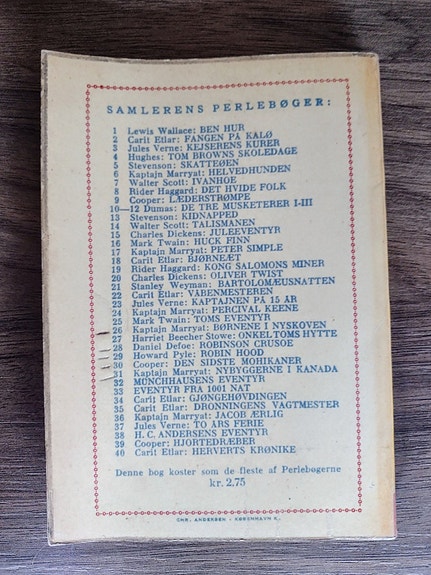 SAMLERENS PERLEBØGER:
1 Lewis Wallace: BEN HUR
2 Carit Etlar: FANGEN PÅ KALØ
3 Jules Verne: KEJSERENS KURER
4 Hughes: TOM BROWNS SKOLEDAGE
5 Stevenson: SKATTEØEN
6 Kaptajn Marryat: HELVEDHUNDEN
7 Walter Scott: IVANHOE
8 Rider Haggard: DET HVIDE FOLK
9 Cooper: LÆDERSTRØMPE
10—12 Dumas: DE TRE MUSKETERER I-III
13 Stevenson: KIDNAPPED
14 Walter Scott: TALISMANEN
15 Charles Dickens: JULEEVENTYR
16 Mark Twain: HUCK FINN
17 Kaptajn Marryat: PETER SIMPLE
18 Carit Etlar: BJØRNEÆT
19 Rider Haggard: KONG SALOMONS MINER
20 Charles Dickens: OLIVER TWIST
21 Stanley Weyman: BARTOLOMÆUSNATTEN
22 Carit Etlar: VÅBENMESTEREN
23 Jules Verne: KAPTAJNEN PÅ 15 ÅR
24 Kaptajn Marryat: PERCIVAL KEENE
25 Mark Twain: TOMS EVENTYR
26 Kaptajn Marryat: BØRNENE I NYSKOVEN
27 Harriet Beecher Stowe: ONKEL TOMS HYTTE
28 Daniel Defoe: ROBINSON CRUSOE
29 Howard Pyle: ROBIN HOOD
30 Cooper: DEN SIDSTE MOHIKANER
31 Kaptajn Marryat: NYBYGGERNE I KANADA
32 MÜNCHHAUSENS EVENTYR
33 EVENTYR FRA 1001 NAT
34 Carit Etlar: GJØNGEHØVDINGEN
35 Carit Etlar: DRONNINGENS VAGTMESTER
36 Kaptajn Marryat: JACOB ÆRLIG
37 Jules Verne: TO ÅRS FERIE
38 H. C. ANDERSENS EVENTYR
39 Cooper: HJORTEDRÆBER
40 Carit Etlar: HERVERTS KRØNIKE
Denne bog koster som de fleste af Perlebøgerne
kr. 2,75
CHR. ANDERSEN - KØBENHAVN K.